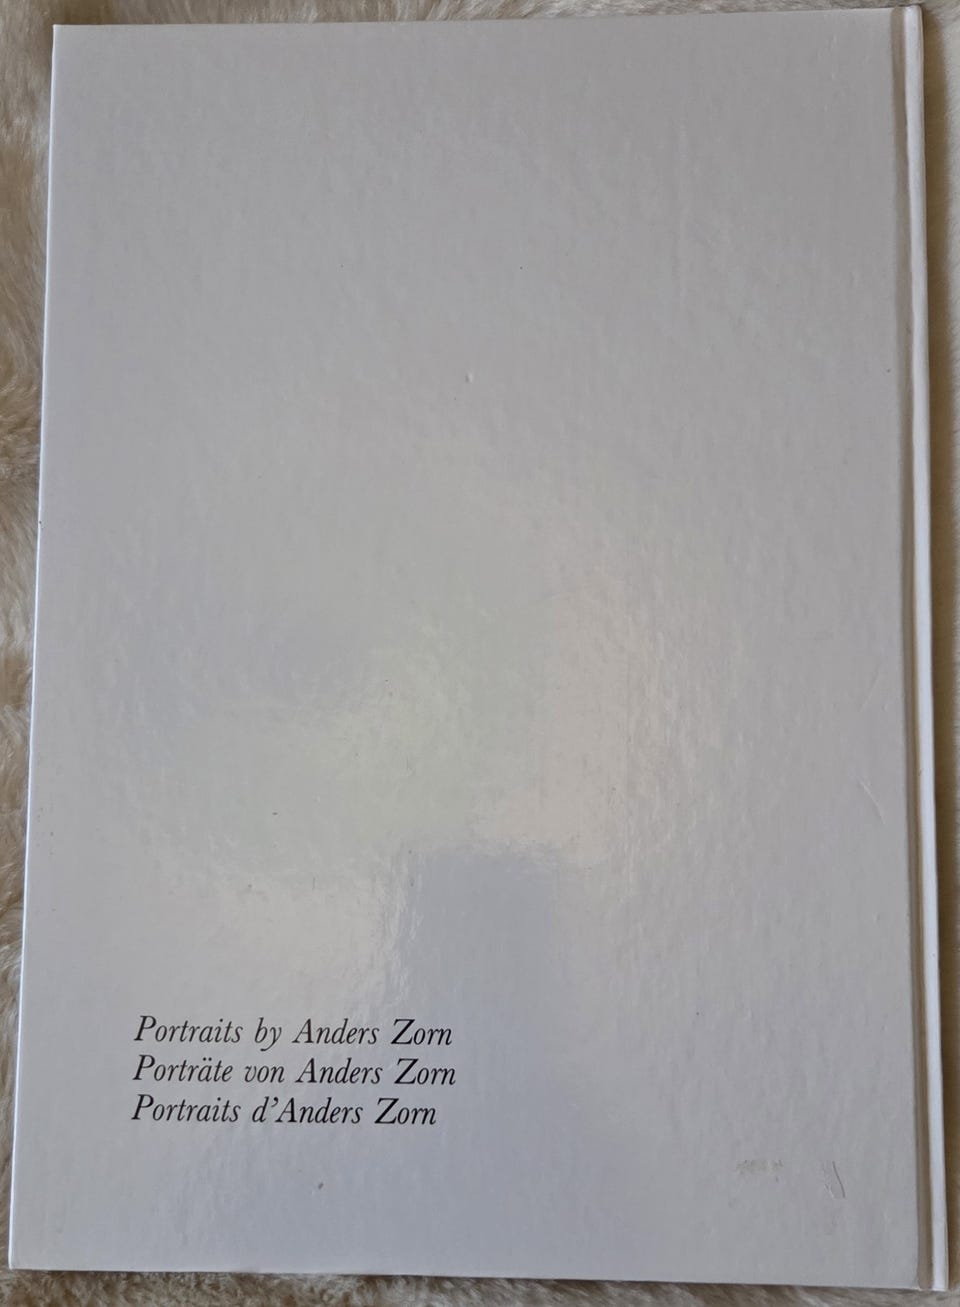 Portraits by Anders Zorn
Porträte von Anders Zorn
Portraits d’Anders Zorn